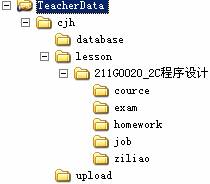 TeacherData
cjh
database
lesson
211G0020_2C程序设计
cource
exam
homework
job
ziliao
upload